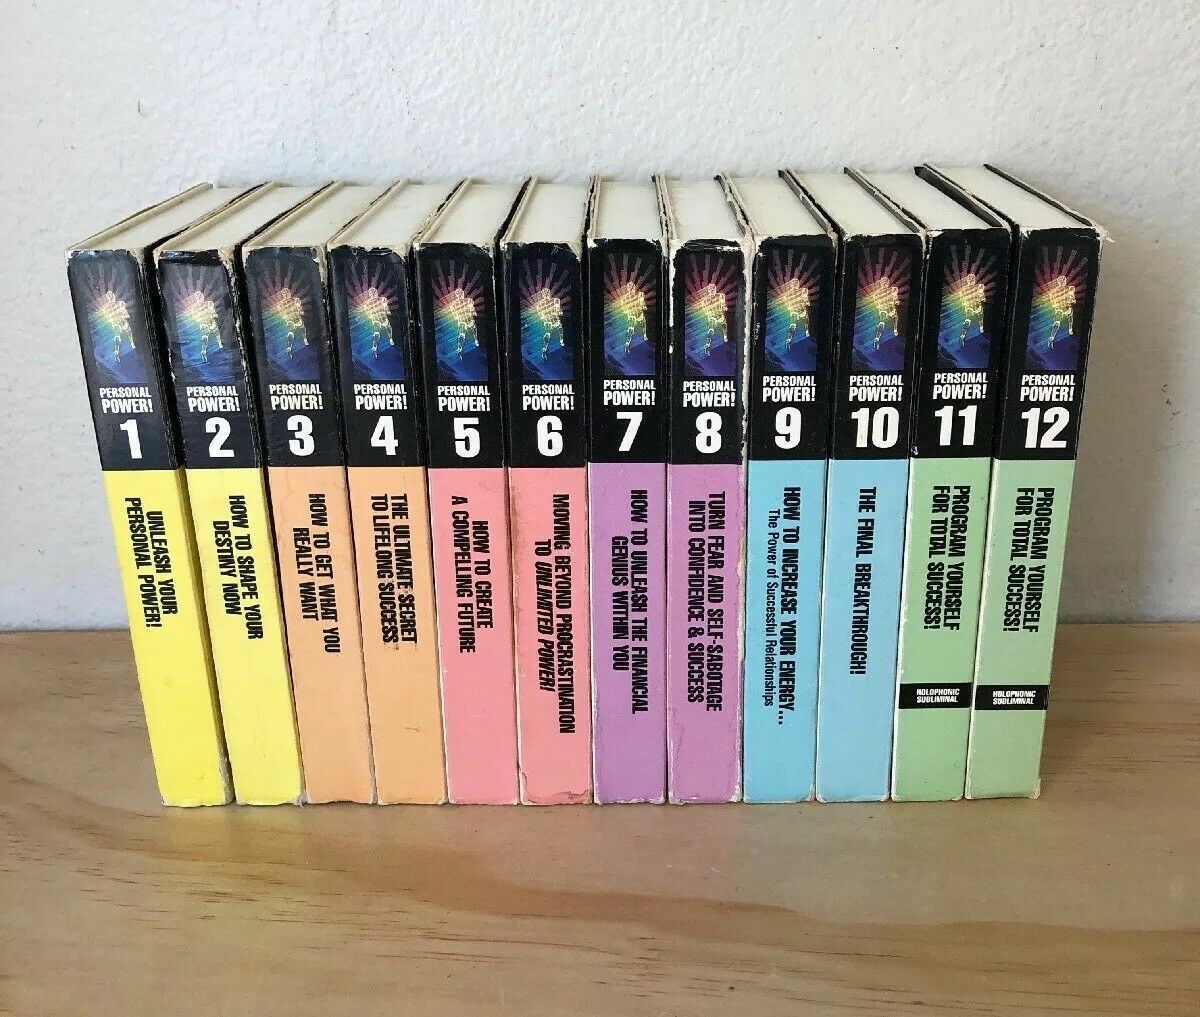 PERSONAL
POWER!
1
UNLEASH YOUR
PERSONAL POWER!
PERSONAL
POWER!
2
HOW TO SHAPE YOUR
DESTINY NOW
PERSONAL
POWER!
3
HOW TO GET WHAT YOU
REALLY WANT
PERSONAL
POWER!
4
THE ULTIMATE SECRET
TO LIFELONG SUCCESS
PERSONAL
POWER!
5
HOW TO CREATE
A COMPELLING FUTURE
PERSONAL
POWER!
6
MOVING BEYOND PROCRASTINATION
TO UNLIMITED POWER!
PERSONAL
POWER!
7
HOW TO UNLEASH THE FINANCIAL
GENIUS WITHIN YOU
PERSONAL
POWER!
8
TURN FEAR AND SELF-SABOTAGE
INTO CONFIDENCE & SUCCESS
PERSONAL
POWER!
9
HOW TO INCREASE YOUR ENERGY...
The Power of Successful Relationships
PERSONAL
POWER!
10
THE FINAL BREAKTHROUGH!
PERSONAL
POWER!
11
PROGRAM YOURSELF
FOR TOTAL SUCCESS!
HOLOPHONIC
SUBLIMINAL
PERSONAL
POWER!
12
PROGRAM YOURSELF
FOR TOTAL SUCCESS!
HOLOPHONIC
SUBLIMINAL